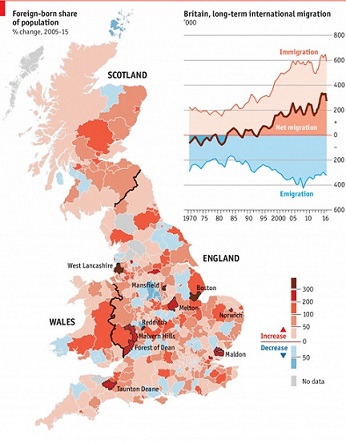 Foreign-born share
of population
% change, 2005-15
Britain, long-term international migration
'000
800
Immigration
600
400
200
Net migration
0
200
400
Emigration
600
1970 75 80 85 90 95 2000 05 10 16
SCOTLAND
ENGLAND
West Lancashire
Mansfield
Boston
Melton
Norwich
WALES
Redditch
Malvern Hills
Forest of Dean
Maldon
Taunton Deane
300
200
100
50
Increase
0
Decrease
50
No data